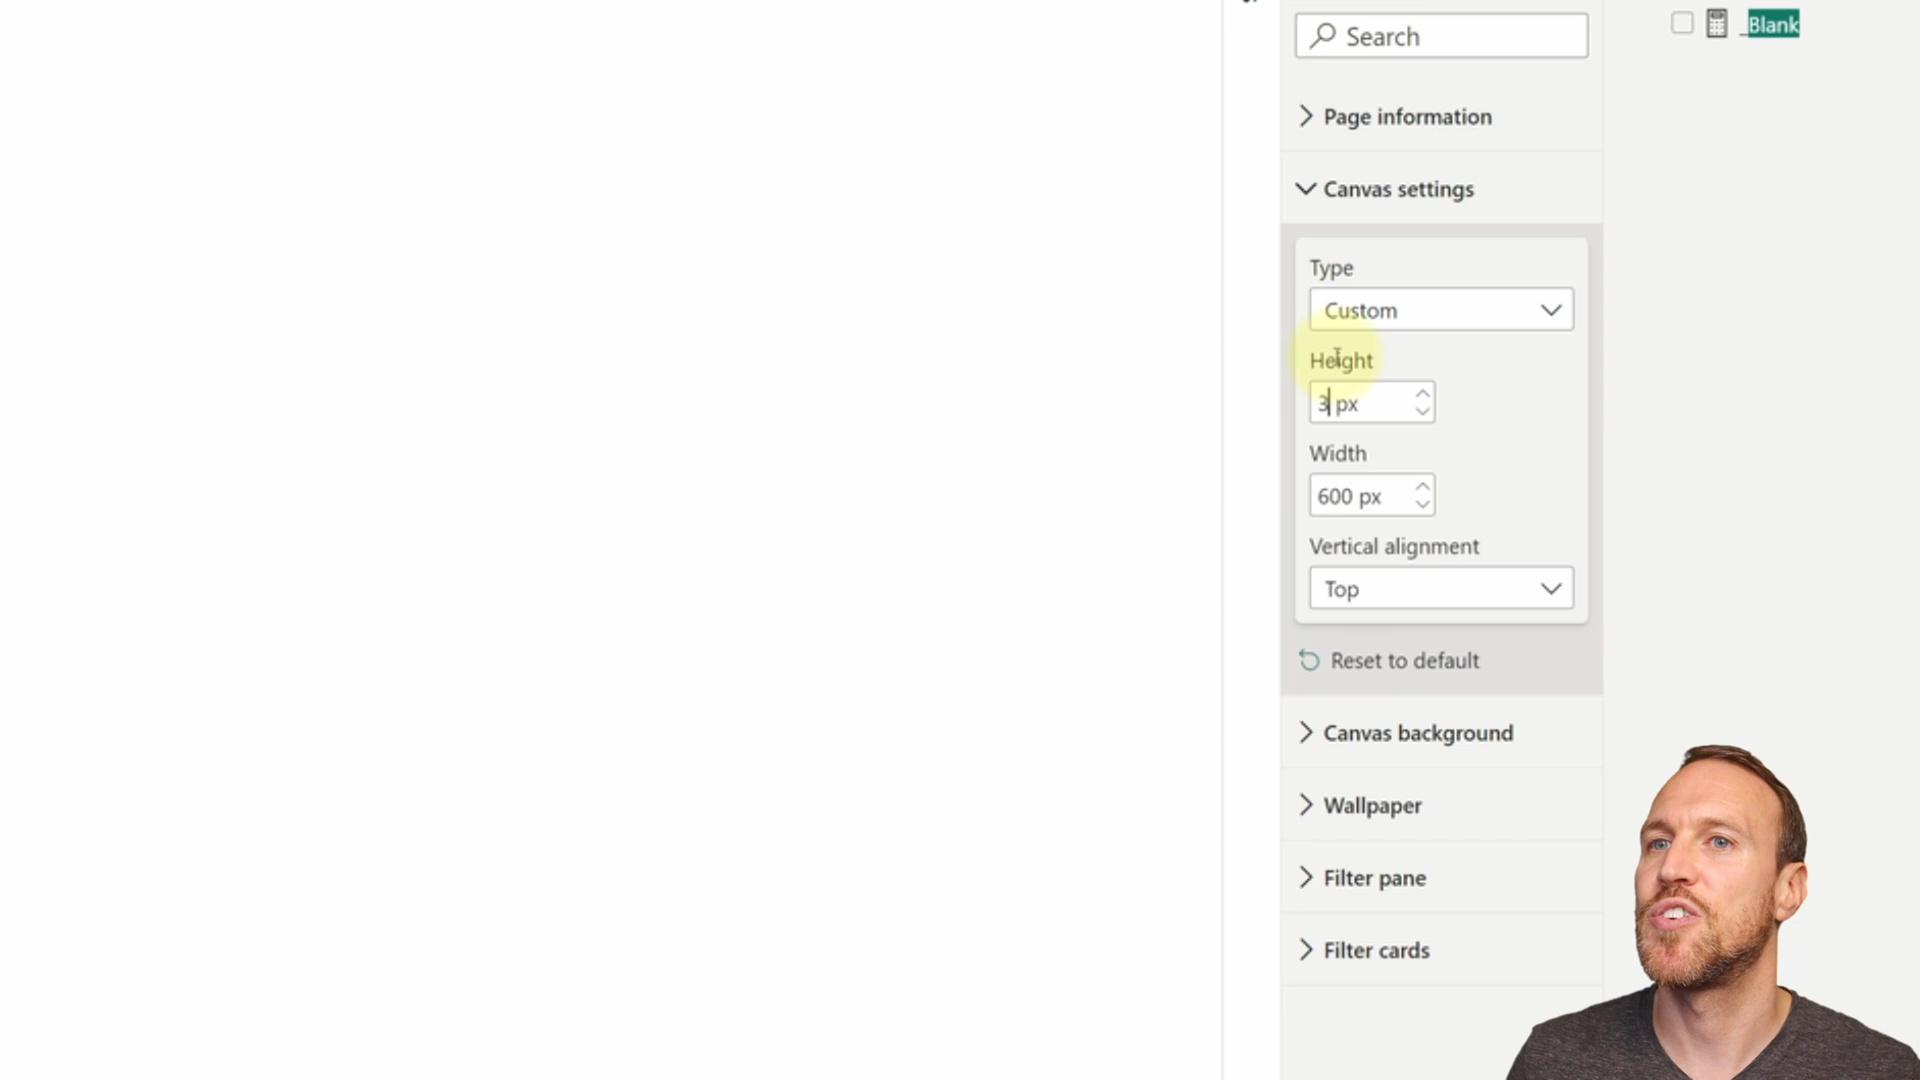 Search
_Blank
Page information
Canvas settings
Type
Custom
Height
3 px
Width
600 px
Vertical alignment
Top
Reset to default
Canvas background
Wallpaper
Filter pane
Filter cards